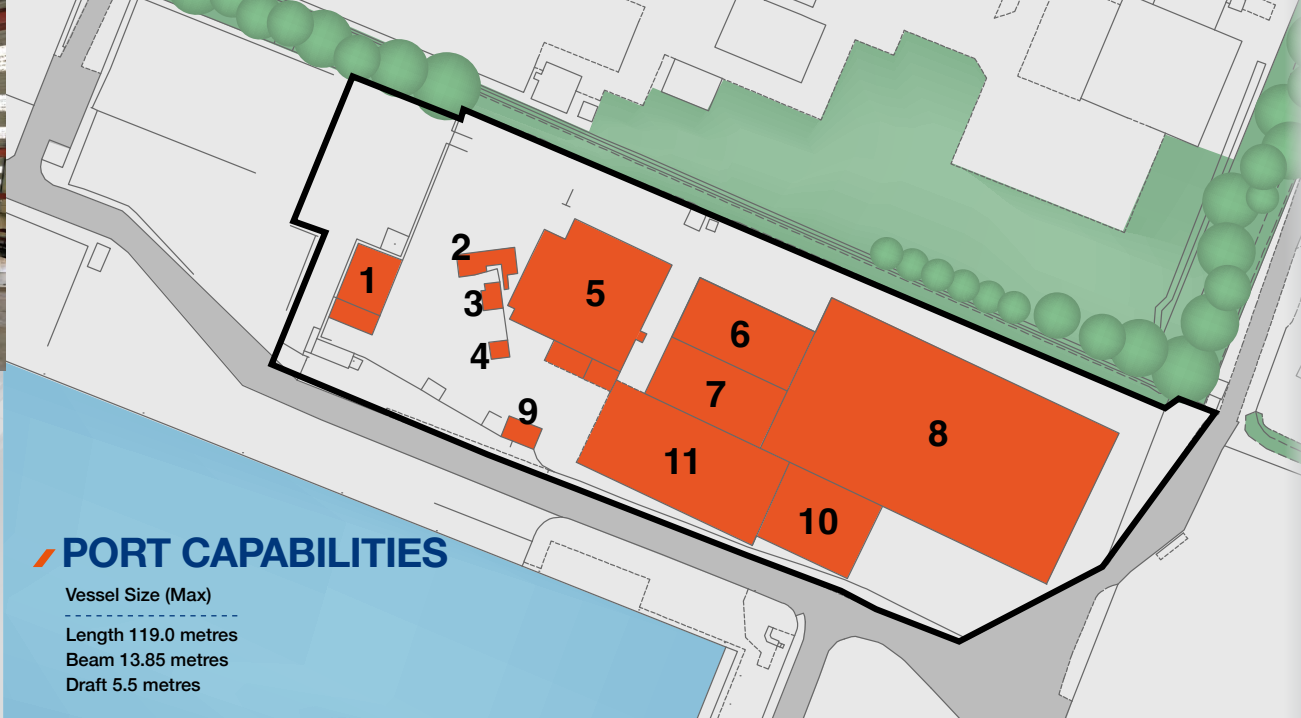 1
2
3
4
5
6
7
8
9
10
11
PORT CAPABILITIES
Vessel Size (Max)
Length 119.0 metres
Beam 13.85 metres
Draft 5.5 metres